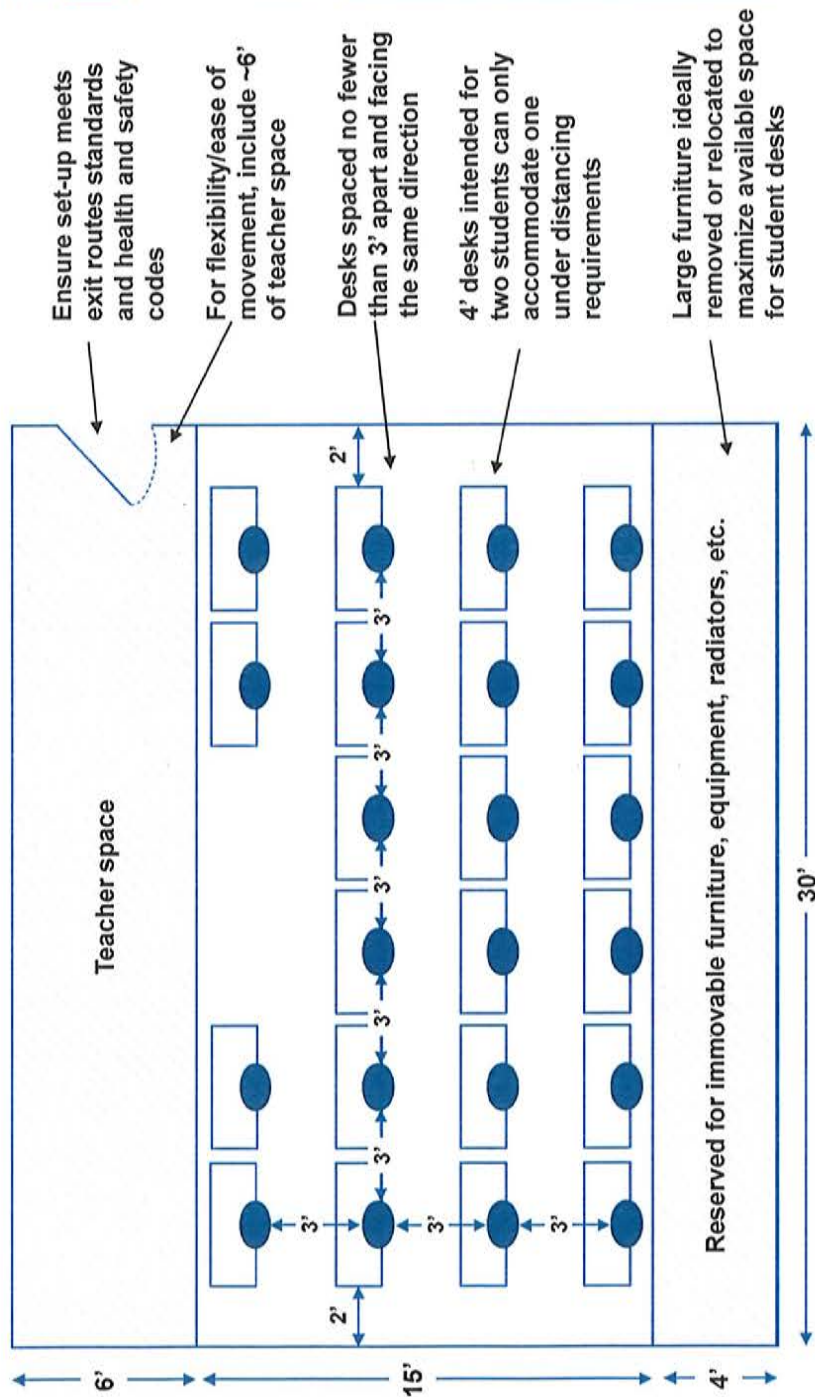 Ensure set-up meets
exit routes standards
and health and safety
codes
For flexibility/ease of
movement, include ~6'
of teacher space
Desks spaced no fewer
than 3' apart and facing
the same direction
4' desks intended for
two students can only
accommodate one
under distancing
requirements
Large furniture ideally
removed or relocated to
maximize available space
for student desks
6'
Teacher space
15'
2'
2'
3'
3'
3'
3'
3'
3'
3'
3'
4'
Reserved for immovable furniture, equipment, radiators, etc.
30'